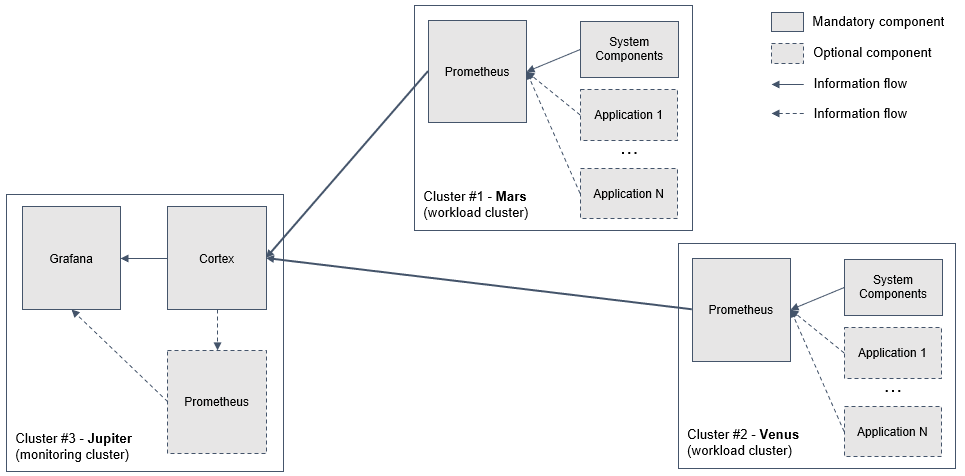 Mandatory component
Optional component
Information flow
Information flow
Prometheus
System
Components
Application 1
...
Application N
Cluster #1 - Mars
(workload cluster)
Grafana
Cortex
Prometheus
Cluster #3 - Jupiter
(monitoring cluster)
Prometheus
System
Components
Application 1
...
Application N
Cluster #2 - Venus
(workload cluster)